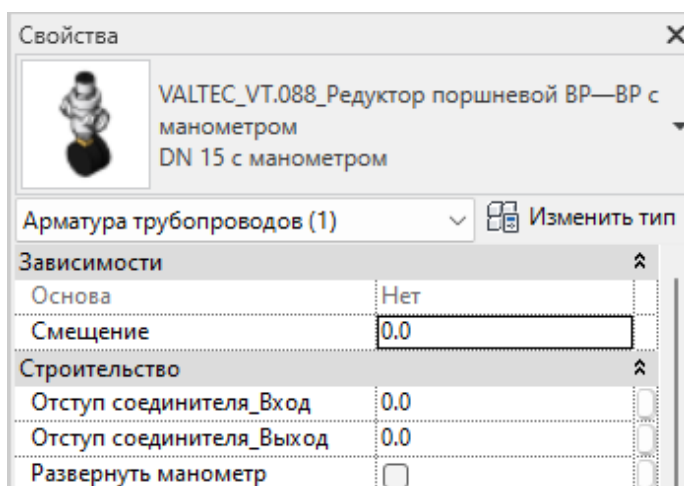 Свойства
VALTEC_VT.088_Редуктор поршневой ВР—ВР с
манометром
DN 15 с манометром
Арматура трубопроводов (1)
Изменить тип
Зависимости
Основа Нет
Смещение 0.0
Строительство
Отступ соединителя_Вход 0.0
Отступ соединителя_Выход 0.0
Развернуть манометр